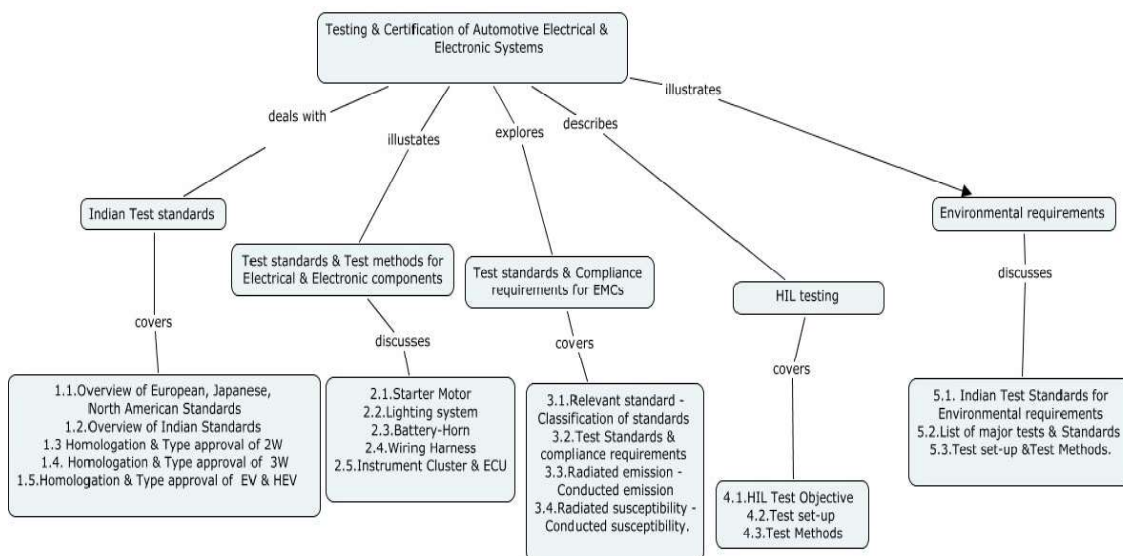 Testing & Certification of Automotive Electrical &
Electronic Systems
deals with
illustates
explores
describes
illustrates
Indian Test standards
Test standards & Test methods for
Electrical & Electronic components
Test standards & Compliance
requirements for EMCs
HIL testing
Environmental requirements
covers
discusses
covers
covers
discusses
1.1.Overview of European, Japanese,
North American Standards
1.2.Overview of Indian Standards
1.3 Homologation & Type approval of 2W
1.4. Homologation & Type approval of 3W
1.5.Homologation & Type approval of EV & HEV
2.1.Starter Motor
2.2.Lighting system
2.3.Battery-Horn
2.4.Wiring Harness
2.5.Instrument Cluster & ECU
3.1.Relevant standard -
Classification of standards
3.2.Test Standards &
compliance requirements
3.3.Radiated emission -
Conducted emission
3.4.Radiated susceptibility -
Conducted susceptibility.
4.1.HIL Test Objective
4.2.Test set-up
4.3.Test Methods
5.1. Indian Test Standards for
Environmental requirements
5.2.List of major tests & Standards
5.3.Test set-up &Test Methods.